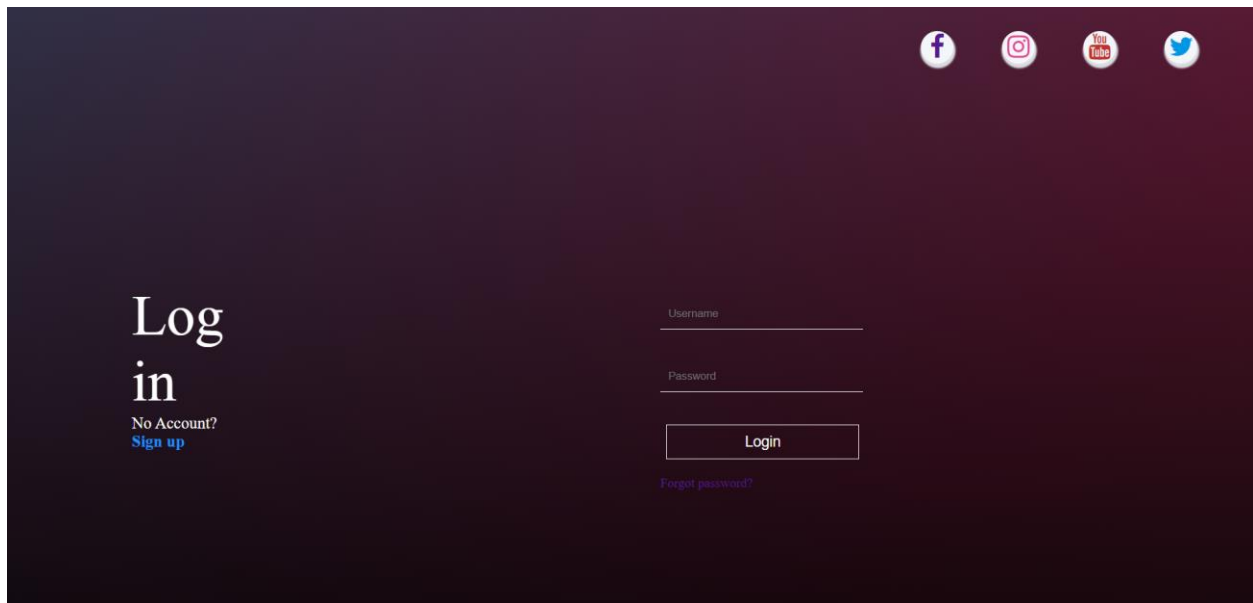 You
Tube
Log
in
No Account?
Sign up
Username
Password
Login
Forgot password?